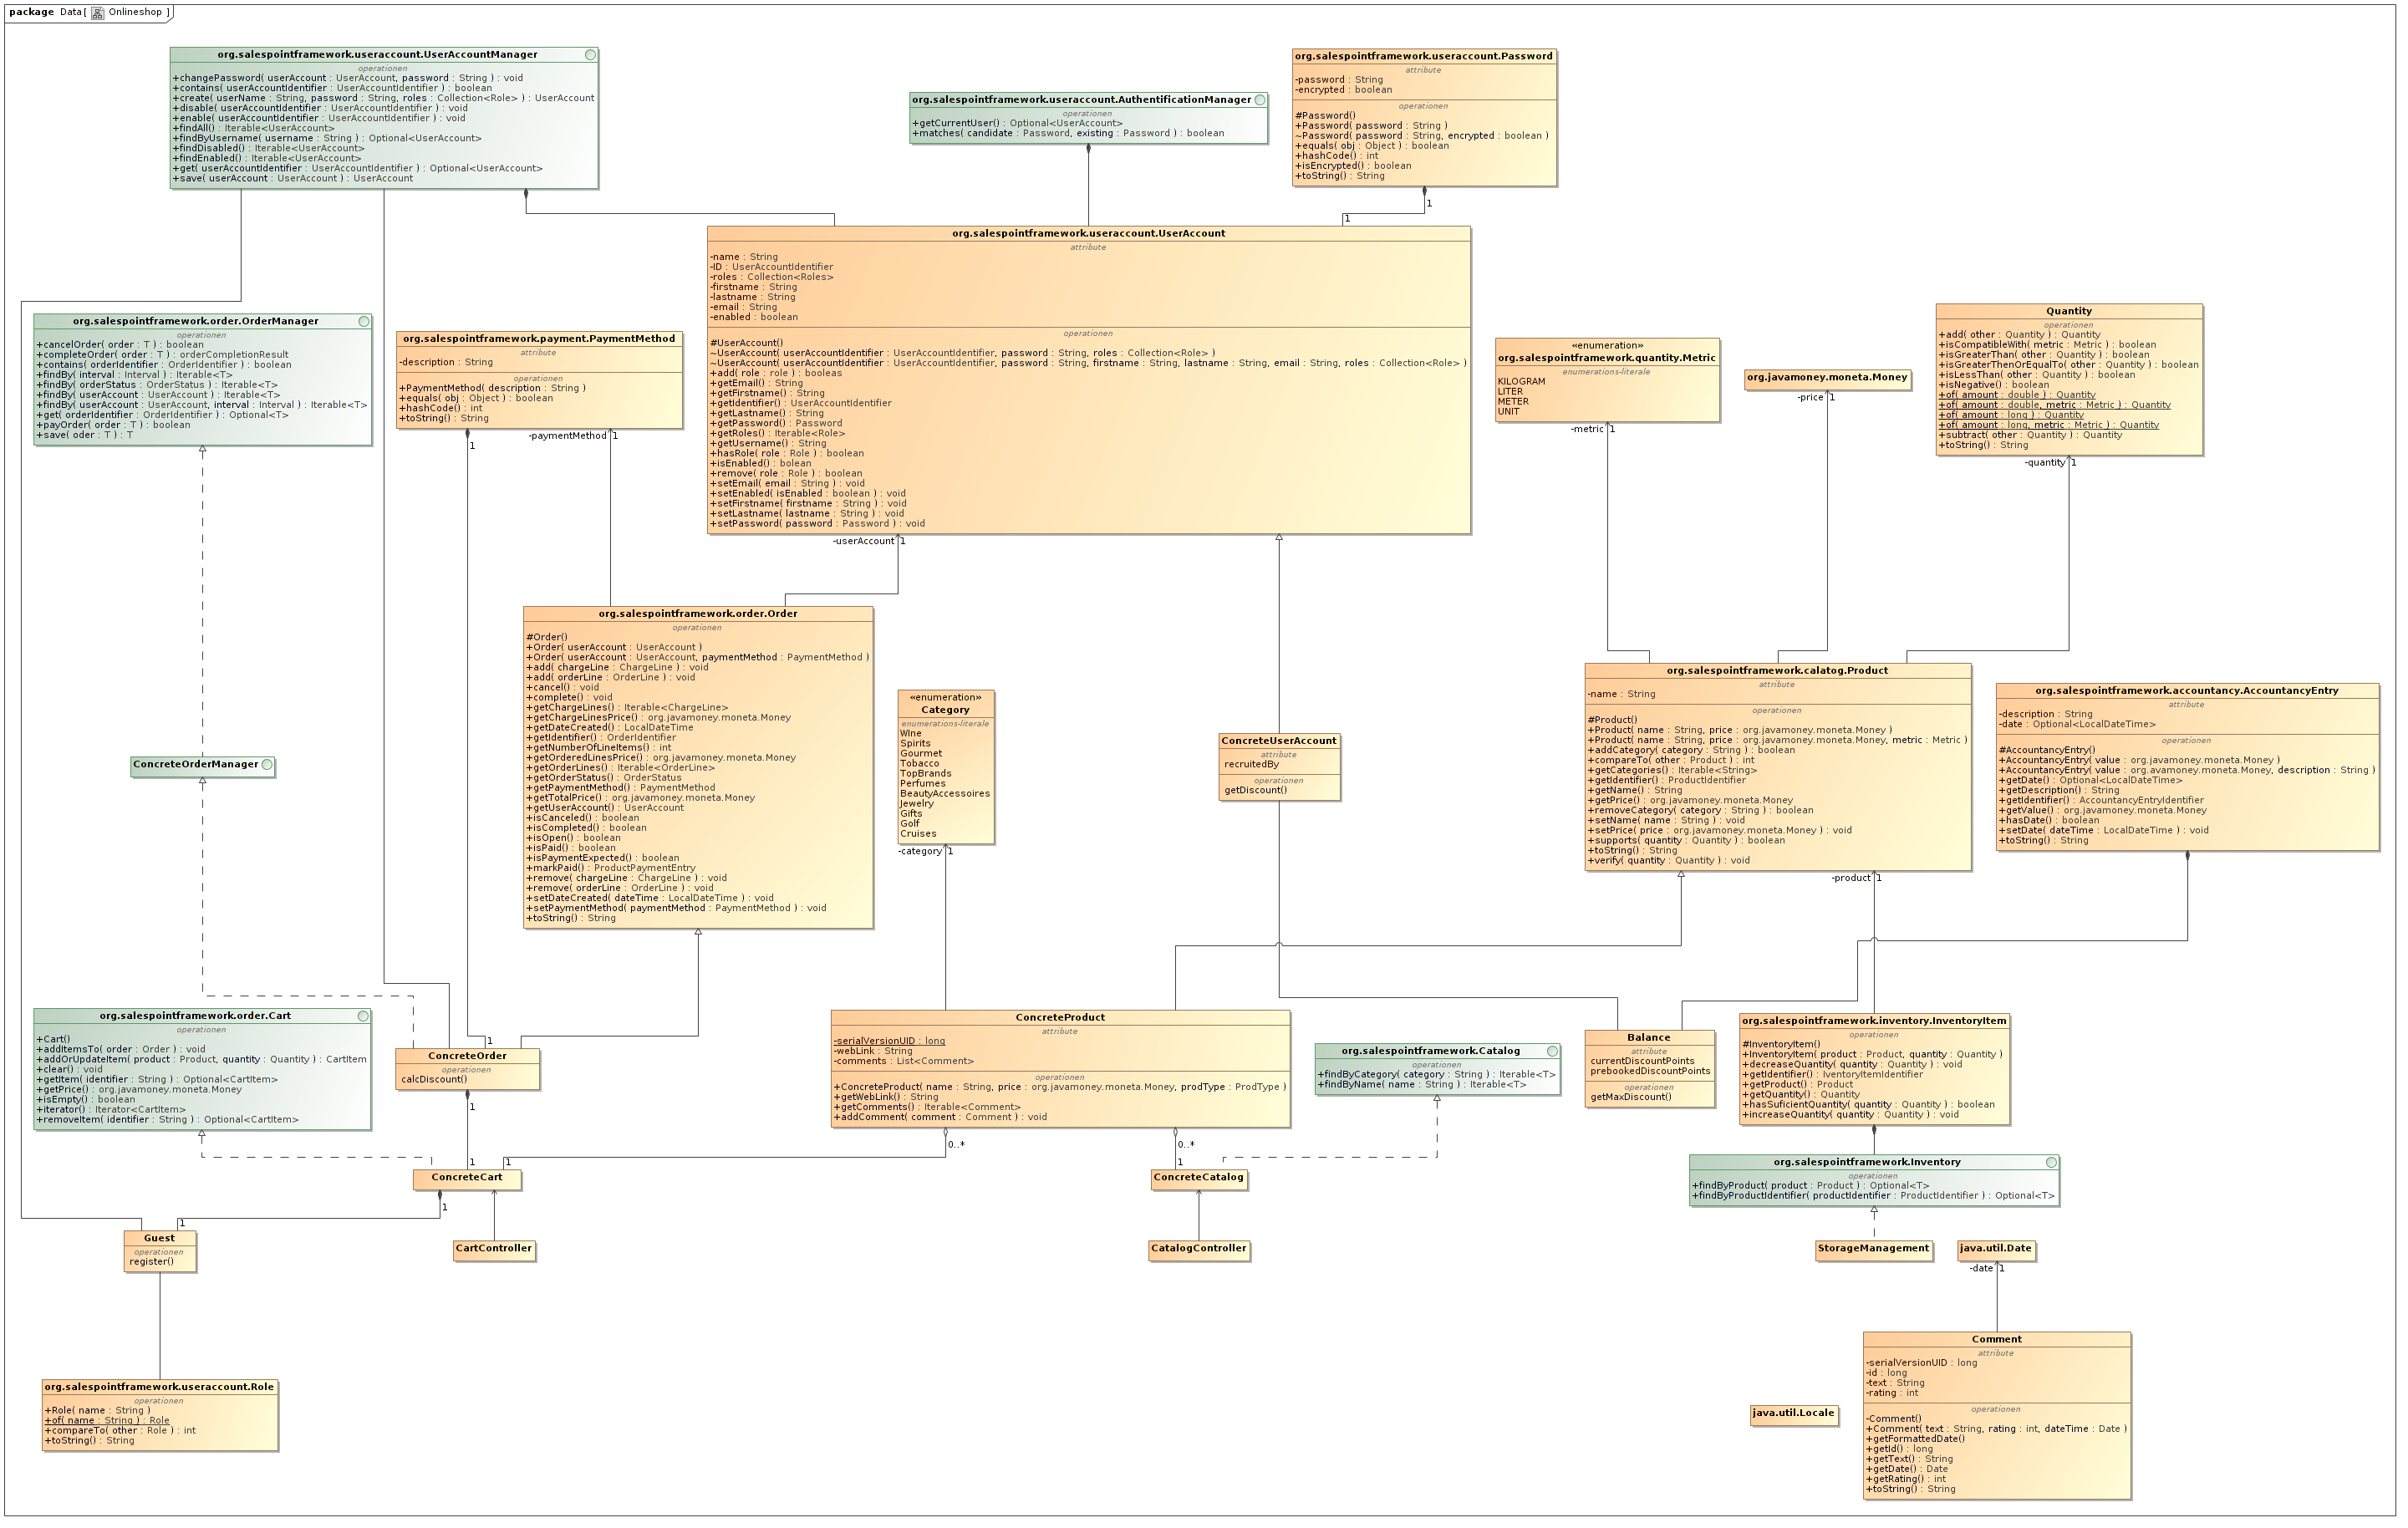 package Data[ Onlineshop ]
org.salespointframework.useraccount.UserAccountManager
operationen
+changePassword( userAccount : UserAccount, password : String ) : void
+contains( userAccountIdentifier : UserAccountIdentifier ) : boolean
+create( userName : String, password : String, roles : Collection<Role> ) : UserAccount
+disable( userAccountIdentifier : UserAccountIdentifier ) : void
+enable( userAccountIdentifier : UserAccountIdentifier ) : void
+findAll() : Iterable<UserAccount>
+findByUsername( username : String ) : Optional<UserAccount>
+findDisabled() : Iterable<UserAccount>
+findEnabled() : Iterable<UserAccount>
+get( userAccountIdentifier : UserAccountIdentifier ) : Optional<UserAccount>
+save( userAccount : UserAccount ) : UserAccount
org.salespointframework.useraccount.AuthentificationManager
operationen
+getCurrentUser() : Optional<UserAccount>
+matches( candidate : Password, existing : Password ) : boolean
org.salespointframework.useraccount.Password
attribute
-password : String
-encrypted : boolean
operationen
#Password()
+Password( password : String )
~Password( password : String, encrypted : boolean )
+equals( obj : Object ) : boolean
+hashCode() : int
+isEncrypted() : boolean
+toString() : String
1
1
org.salespointframework.useraccount.UserAccount
attribute
-name : String
-ID : UserAccountIdentifier
-roles : Collection<Roles>
-firstname : String
-lastname : String
-email : String
-enabled : boolean
operationen
#UserAccount()
~UserAccount( userAccountIdentifier : UserAccountIdentifier, password : String, roles : Collection<Role> )
~UserAccount( userAccountIdentifier : UserAccountIdentifier, password : String, firstname : String, lastname : String, email : String, roles : Collection<Role> )
+add( role : role ) : booleas
+getEmail() : String
+getFirstname() : String
+getIdentifier() : UserAccountIdentifier
+getLastname() : String
+getPassword() : Password
+getRoles() : Iterable<Role>
+getUsername() : String
+hasRole( role : Role ) : boolean
+isEnabled() : bolean
+remove( role : Role ) : boolean
+setEmail( email : String ) : void
+setEnabled( isEnabled : boolean ) : void
+setFirstname( firstname : String ) : void
+setLastname( lastname : String ) : void
+setPassword( password : Password ) : void
-userAccount 1
org.salespointframework.order.OrderManager
operationen
+cancelOrder( order : T ) : boolean
+completeOrder( order : T ) : orderCompletionResult
+contains( orderIdentifier : OrderIdentifier ) : boolean
+findBy( interval : Interval ) : Iterable<T>
+findBy( orderStatus : OrderStatus ) : Iterable<T>
+findBy( userAccount : UserAccount ) : Iterable<T>
+findBy( userAccount : UserAccount, interval : Interval ) : Iterable<T>
+get( orderIdentifier : OrderIdentifier ) : Optional<T>
+payOrder( order : T ) : boolean
+save( oder : T ) : T
org.salespointframework.payment.PaymentMethod
attribute
-description : String
operationen
+PaymentMethod( description : String )
+equals( obj : Object ) : boolean
+hashCode() : int
+toString() : String
1
-paymentMethod 1
«enumeration»
org.salespointframework.quantity.Metric
enumerations-literale
KILOGRAM
LITER
METER
UNIT
-metric 1
org.javamoney.moneta.Money
-price 1
Quantity
operationen
+add( other : Quantity ) : Quantity
+isCompatibleWith( metric : Metric ) : boolean
+isGreaterThan( other : Quantity ) : boolean
+isGreaterThenOrEqualTo( other : Quantity ) : boolean
+isLessThan( other : Quantity ) : boolean
+isNegative() : boolean
+of( amount : double ) : Quantity
+of( amount : double, metric : Metric ) : Quantity
+of( amount : long ) : Quantity
+of( amount : long, metric : Metric ) : Quantity
+subtract( other : Quantity ) : Quantity
+toString() : String
-quantity 1
org.salespointframework.order.Order
operationen
#Order()
+Order( userAccount : UserAccount )
+Order( userAccount : UserAccount, paymentMethod : PaymentMethod )
+add( chargeLine : ChargeLine ) : void
+add( orderLine : OrderLine ) : void
+cancel() : void
+complete() : void
+getChargeLines() : Iterable<ChargeLine>
+getChargeLinesPrice() : org.javamoney.moneta.Money
+getDateCreated() : LocalDateTime
+getIdentifier() : OrderIdentifier
+getNumberOfLineItems() : int
+getOrderedLinesPrice() : org.javamoney.moneta.Money
+getOrderLines() : Iterable<OrderLine>
+getOrderStatus() : OrderStatus
+getPaymentMethod() : PaymentMethod
+getTotalPrice() : org.javamoney.moneta.Money
+getUserAccount() : UserAccount
+isCanceled() : boolean
+isCompleted() : boolean
+isOpen() : boolean
+isPaid() : boolean
+isPaymentExpected() : boolean
+markPaid() : ProductPaymentEntry
+remove( chargeLine : ChargeLine ) : void
+remove( orderLine : OrderLine ) : void
+setDateCreated( dateTime : LocalDateTime ) : void
+setPaymentMethod( paymentMethod : PaymentMethod ) : void
+toString() : String
«enumeration»
Category
enumerations-literale
Wine
Spirits
Gourmet
Tobacco
TopBrands
Perfumes
BeautyAccessoires
Jewelry
Gifts
Golf
Cruises
-category 1
ConcreteUserAccount
attribute
recruitedBy
operationen
getDiscount()
org.salespointframework.calatog.Product
attribute
-name : String
operationen
#Product()
+Product( name : String, price : org.javamoney.moneta.Money )
+Product( name : String, price : org.javamoney.moneta.Money, metric : Metric )
+addCategory( category : String ) : boolean
+compareTo( other : Product ) : int
+getCategories() : Iterable<String>
+getIdentifier() : ProductIdentifier
+getName() : String
+getPrice() : org.javamoney.moneta.Money
+removeCategory( category : String ) : boolean
+setName( name : String ) : void
+setPrice( price : org.javamoney.moneta.Money ) : void
+supports( quantity : Quantity ) : boolean
+toString() : String
+verify( quantity : Quantity ) : void
-product 1
org.salespointframework.accountancy.AccountancyEntry
attribute
-description : String
-date : Optional<LocalDateTime>
operationen
#AccountancyEntry()
+AccountancyEntry( value : org.javamoney.moneta.Money )
+AccountancyEntry( value : org.avamoney.moneta.Money, description : String )
+getDate() : Optional<LocalDateTime>
+getDescription() : String
+getIdentifier() : AccountancyEntryIdentifier
+getValue() : org.javamoney.moneta.Money
+hasDate() : boolean
+setDate( dateTime : LocalDateTime ) : void
+toString() : String
ConcreteOrderManager
org.salespointframework.order.Cart
operationen
+Cart()
+addItemsTo( order : Order ) : void
+addOrUpdateItem( product : Product, quantity : Quantity ) : CartItem
+clear() : void
+getItem( identifier : String ) : Optional<CartItem>
+getPrice() : org.javamoney.moneta.Money
+isEmpty() : boolean
+iterator() : Iterator<CartItem>
+removeItem( identifier : String ) : Optional<CartItem>
1
ConcreteOrder
operationen
calcDiscount()
1
ConcreteProduct
attribute
-serialVersionUID : long
-webLink : String
-comments : List<Comment>
operationen
+ConcreteProduct( name : String, price : org.javamoney.moneta.Money, prodType : ProdType )
+getWebLink() : String
+getComments() : Iterable<Comment>
+addComment( comment : Comment ) : void
0..*
0..*
org.salespointframework.Catalog
operationen
+findByCategory( category : String ) : Iterable<T>
+findByName( name : String ) : Iterable<T>
Balance
attribute
currentDiscountPoints
prebookedDiscountPoints
operationen
getMaxDiscount()
org.salespointframework.inventory.InventoryItem
operationen
#InventoryItem()
+InventoryItem( product : Product, quantity : Quantity )
+decreaseQuantity( quantity : Quantity ) : void
+getIdentifier() : IventoryItemIdentifier
+getProduct() : Product
+getQuantity() : Quantity
+hasSuficientQuantity( quantity : Quantity ) : boolean
+increaseQuantity( quantity : Quantity ) : void
1
1
1
ConcreteCart
1
ConcreteCatalog
org.salespointframework.Inventory
operationen
+findByProduct( product : Product ) : Optional<T>
+findByProductIdentifier( productIdentifier : ProductIdentifier ) : Optional<T>
1
Guest
operationen
register()
CartController
CatalogController
StorageManagement
java.util.Date
-date 1
Comment
attribute
-serialVersionUID : long
-id : long
-text : String
-rating : int
operationen
-Comment()
+Comment( text : String, rating : int, dateTime : Date )
+getFormattedDate()
+getId() : long
+getText() : String
+getDate() : Date
+getRating() : int
+toString() : String
java.util.Locale
org.salespointframework.useraccount.Role
operationen
+Role( name : String )
+of( name : String ) : Role
+compareTo( other : Role ) : int
+toString() : String